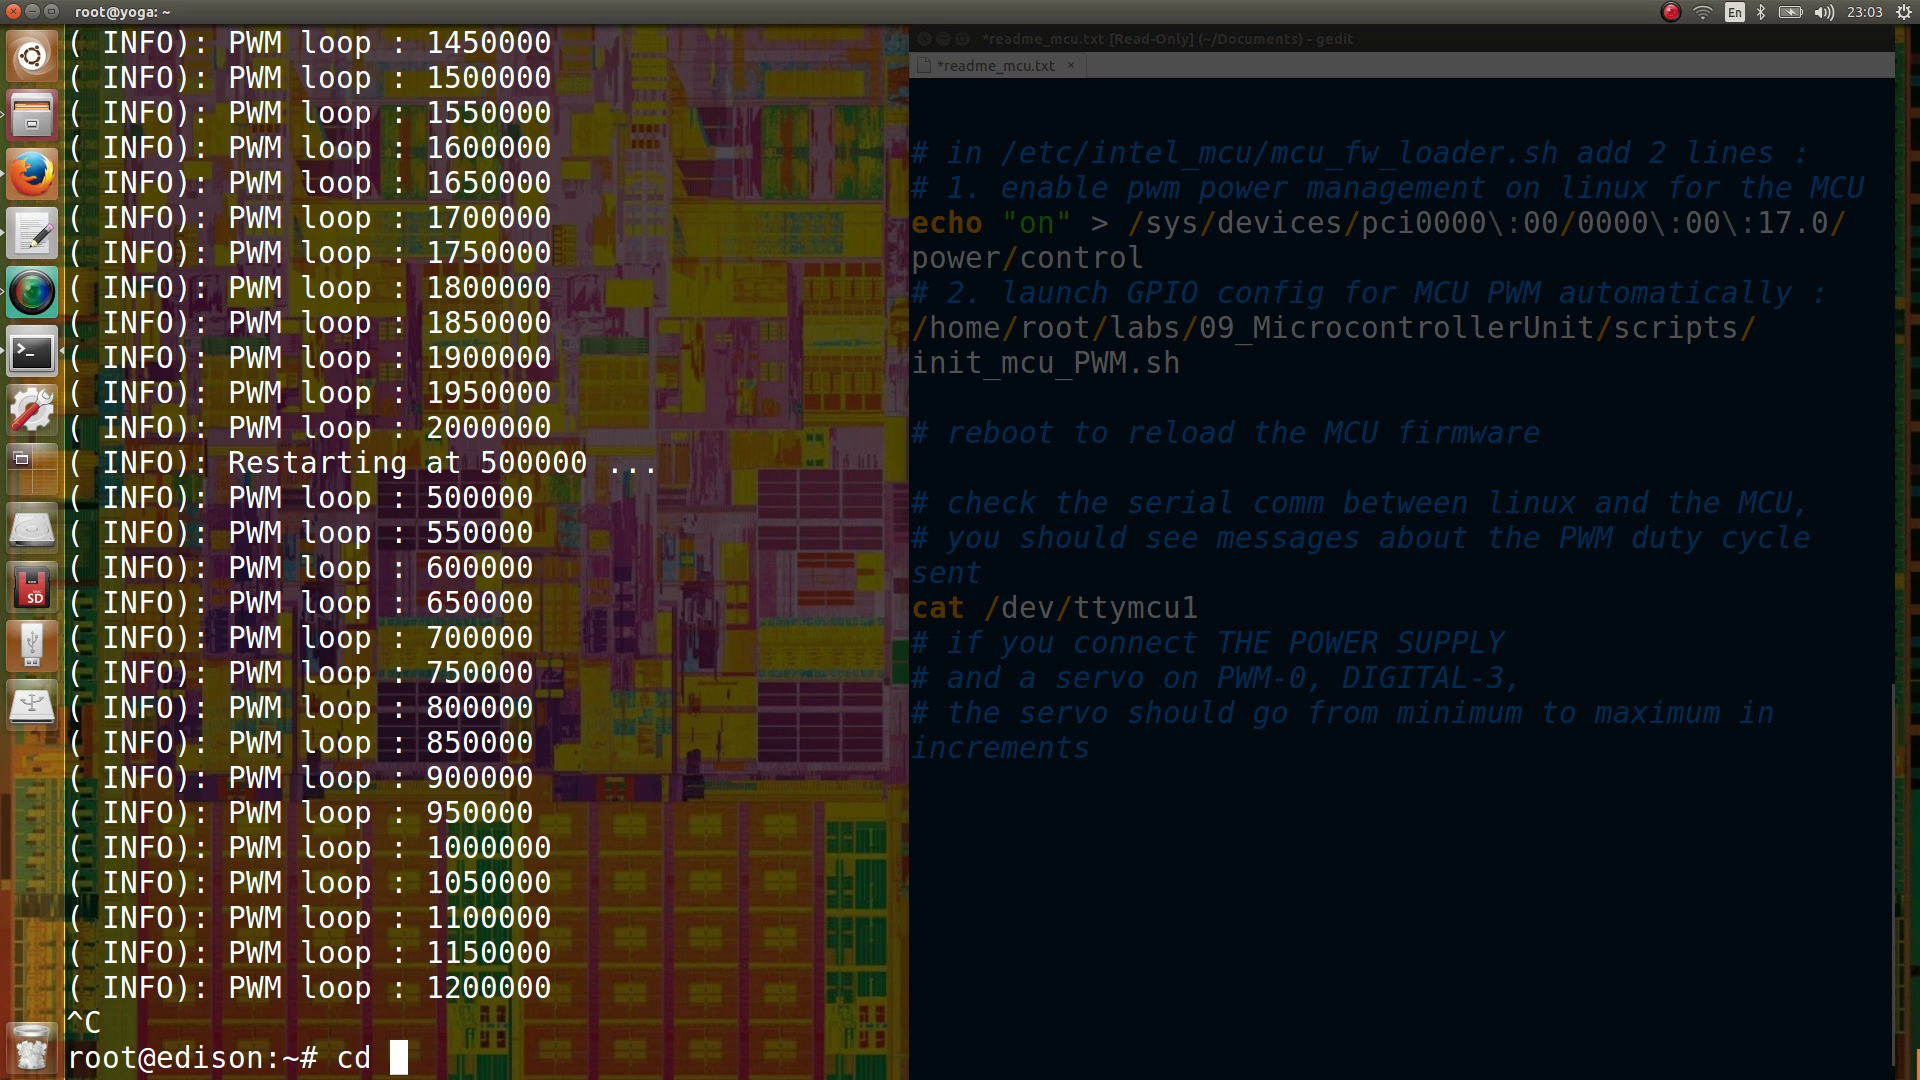 root@yoga: ~
En
23:03
( INFO): PWM loop : 1450000
( INFO): PWM loop : 1500000
( INFO): PWM loop : 1550000
( INFO): PWM loop : 1600000
( INFO): PWM loop : 1650000
( INFO): PWM loop : 1700000
( INFO): PWM loop : 1750000
( INFO): PWM loop : 1800000
( INFO): PWM loop : 1850000
( INFO): PWM loop : 1900000
( INFO): PWM loop : 1950000
( INFO): PWM loop : 2000000
( INFO): Restarting at 500000 ...
( INFO): PWM loop : 500000
( INFO): PWM loop : 550000
( INFO): PWM loop : 600000
( INFO): PWM loop : 650000
( INFO): PWM loop : 700000
( INFO): PWM loop : 750000
( INFO): PWM loop : 800000
( INFO): PWM loop : 850000
( INFO): PWM loop : 900000
( INFO): PWM loop : 950000
( INFO): PWM loop : 1000000
( INFO): PWM loop : 1050000
( INFO): PWM loop : 1100000
( INFO): PWM loop : 1150000
( INFO): PWM loop : 1200000
^C
root@edison:~# cd
SD
*readme_mcu.txt [Read-Only] (~/Documents) - gedit
*readme_mcu.txt ×
# in /etc/intel_mcu/mcu_fw_loader.sh add 2 lines :
# 1. enable pwm power management on linux for the MCU
echo "on" > /sys/devices/pci0000\:00/0000\:00\:17.0/
power/control
# 2. launch GPIO config for MCU PWM automatically :
/home/root/labs/09_MicrocontrollerUnit/scripts/
init_mcu_PWM.sh
# reboot to reload the MCU firmware
# check the serial comm between linux and the MCU,
# you should see messages about the PWM duty cycle
sent
cat /dev/ttymcu1
# if you connect THE POWER SUPPLY
# and a servo on PWM-0, DIGITAL-3,
# the servo should go from minimum to maximum in
increments